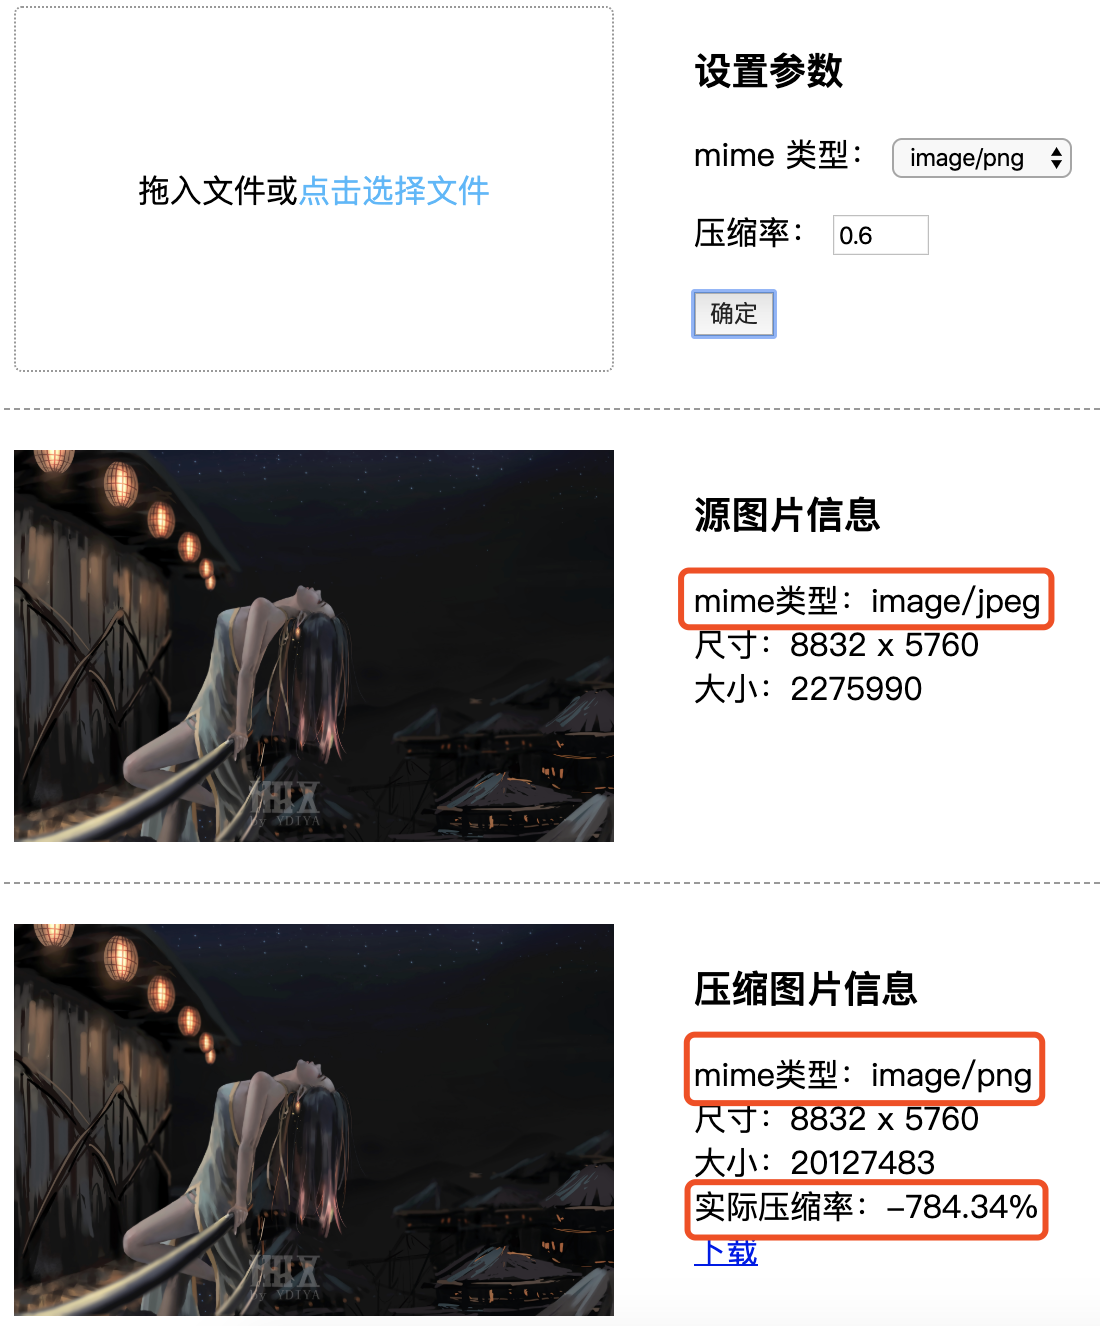 拖入文件或点击选择文件
设置参数
mime 类型：
image/png
压缩率：
0.6
确定
源图片信息
mime类型：image/jpeg
尺寸：8832 x 5760
大小：2275990
By YDIYA
压缩图片信息
mime类型：image/png
尺寸：8832 x 5760
大小：20127483
实际压缩率：-784.34%
下载
By YDIYA